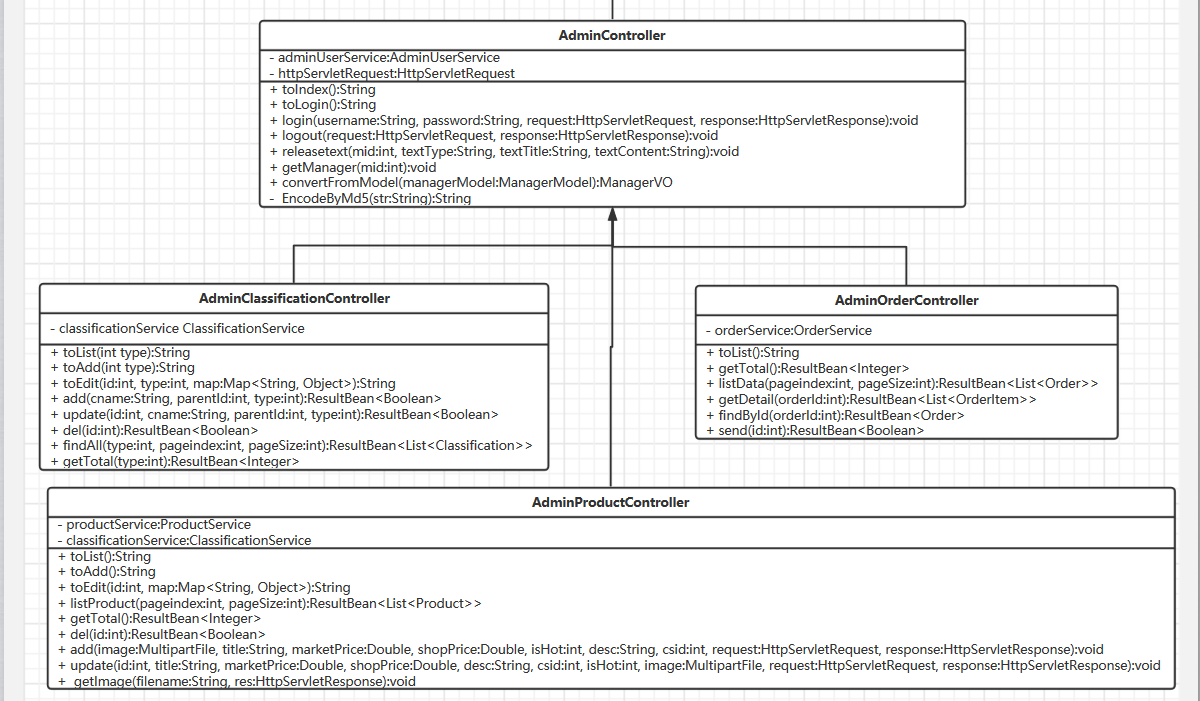 AdminController
- adminUserService:AdminUserService
- httpServletRequest:HttpServletRequest
+ toIndex():String
+ toLogin():String
+ login(username:String, password:String, request:HttpServletRequest, response:HttpServletResponse):void
+ logout(request:HttpServletRequest, response:HttpServletResponse):void
+ releasetext(mid:int, textType:String, textTitle:String, textContent:String):void
+ getManager(mid:int):void
+ convertFromModel(managerModel:ManagerModel):ManagerVO
- EncodeByMd5(str:String):String
AdminClassificationController
- classificationService ClassificationService
+ toList(int type):String
+ toAdd(int type):String
+ toEdit(id:int, type:int, map:Map<String, Object>):String
+ add(cname:String, parentId:int, type:int):ResultBean<Boolean>
+ update(id:int, cname:String, parentId:int, type:int):ResultBean<Boolean>
+ del(id:int):ResultBean<Boolean>
+ findAll(type:int, pageindex:int, pageSize:int):ResultBean<List<Classification>>
+ getTotal(type:int):ResultBean<Integer>
AdminOrderController
- orderService:OrderService
+ toList():String
+ getTotal():ResultBean<Integer>
+ listData(pageindex:int, pageSize:int):ResultBean<List<Order>>
+ getDetail(orderId:int):ResultBean<List<OrderItem>>
+ findById(orderId:int):ResultBean<Order>
+ send(id:int):ResultBean<Boolean>
AdminProductController
- productService:ProductService
- classificationService:ClassificationService
+ toList():String
+ toAdd():String
+ toEdit(id:int, map:Map<String, Object>):String
+ listProduct(pageindex:int, pageSize:int):ResultBean<List<Product>>
+ getTotal():ResultBean<Integer>
+ del(id:int):ResultBean<Boolean>
+ add(image:MultipartFile, title:String, marketPrice:Double, shopPrice:Double, isHot:int, desc:String, csid:int, request:HttpServletRequest, response:HttpServletResponse):void
+ update(id:int, title:String, marketPrice:Double, shopPrice:Double, desc:String, csid:int, isHot:int, image:MultipartFile, request:HttpServletRequest, response:HttpServletResponse):void
+ getImage(filename:String, res:HttpServletResponse):void